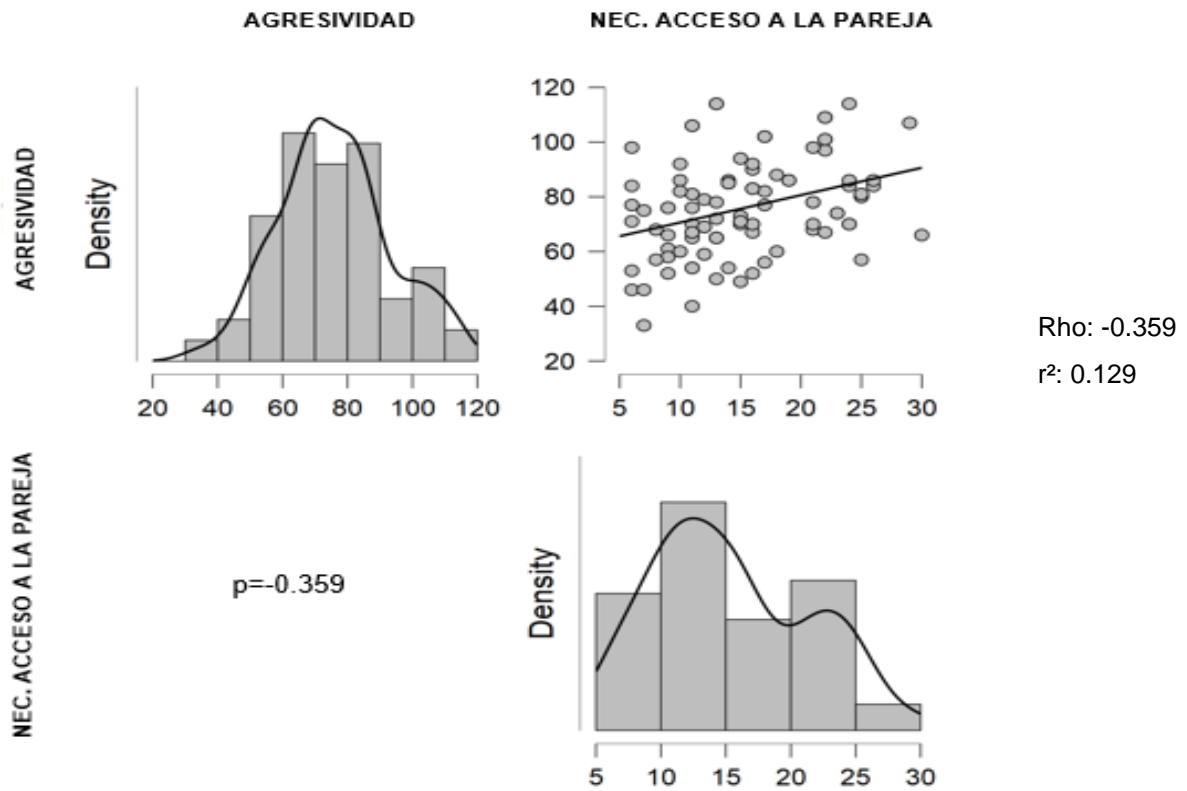 AGRESIVIDAD
NEC. ACCESO A LA PAREJA
AGRESIVIDAD
Density
20 40 60 80 100 120
120
100
80
60
40
20
5 10 15 20 25 30
Rho: -0.359
r²: 0.129
NEC. ACCESO A LA PAREJA
p=-0.359
Density
5 10 15 20 25 30